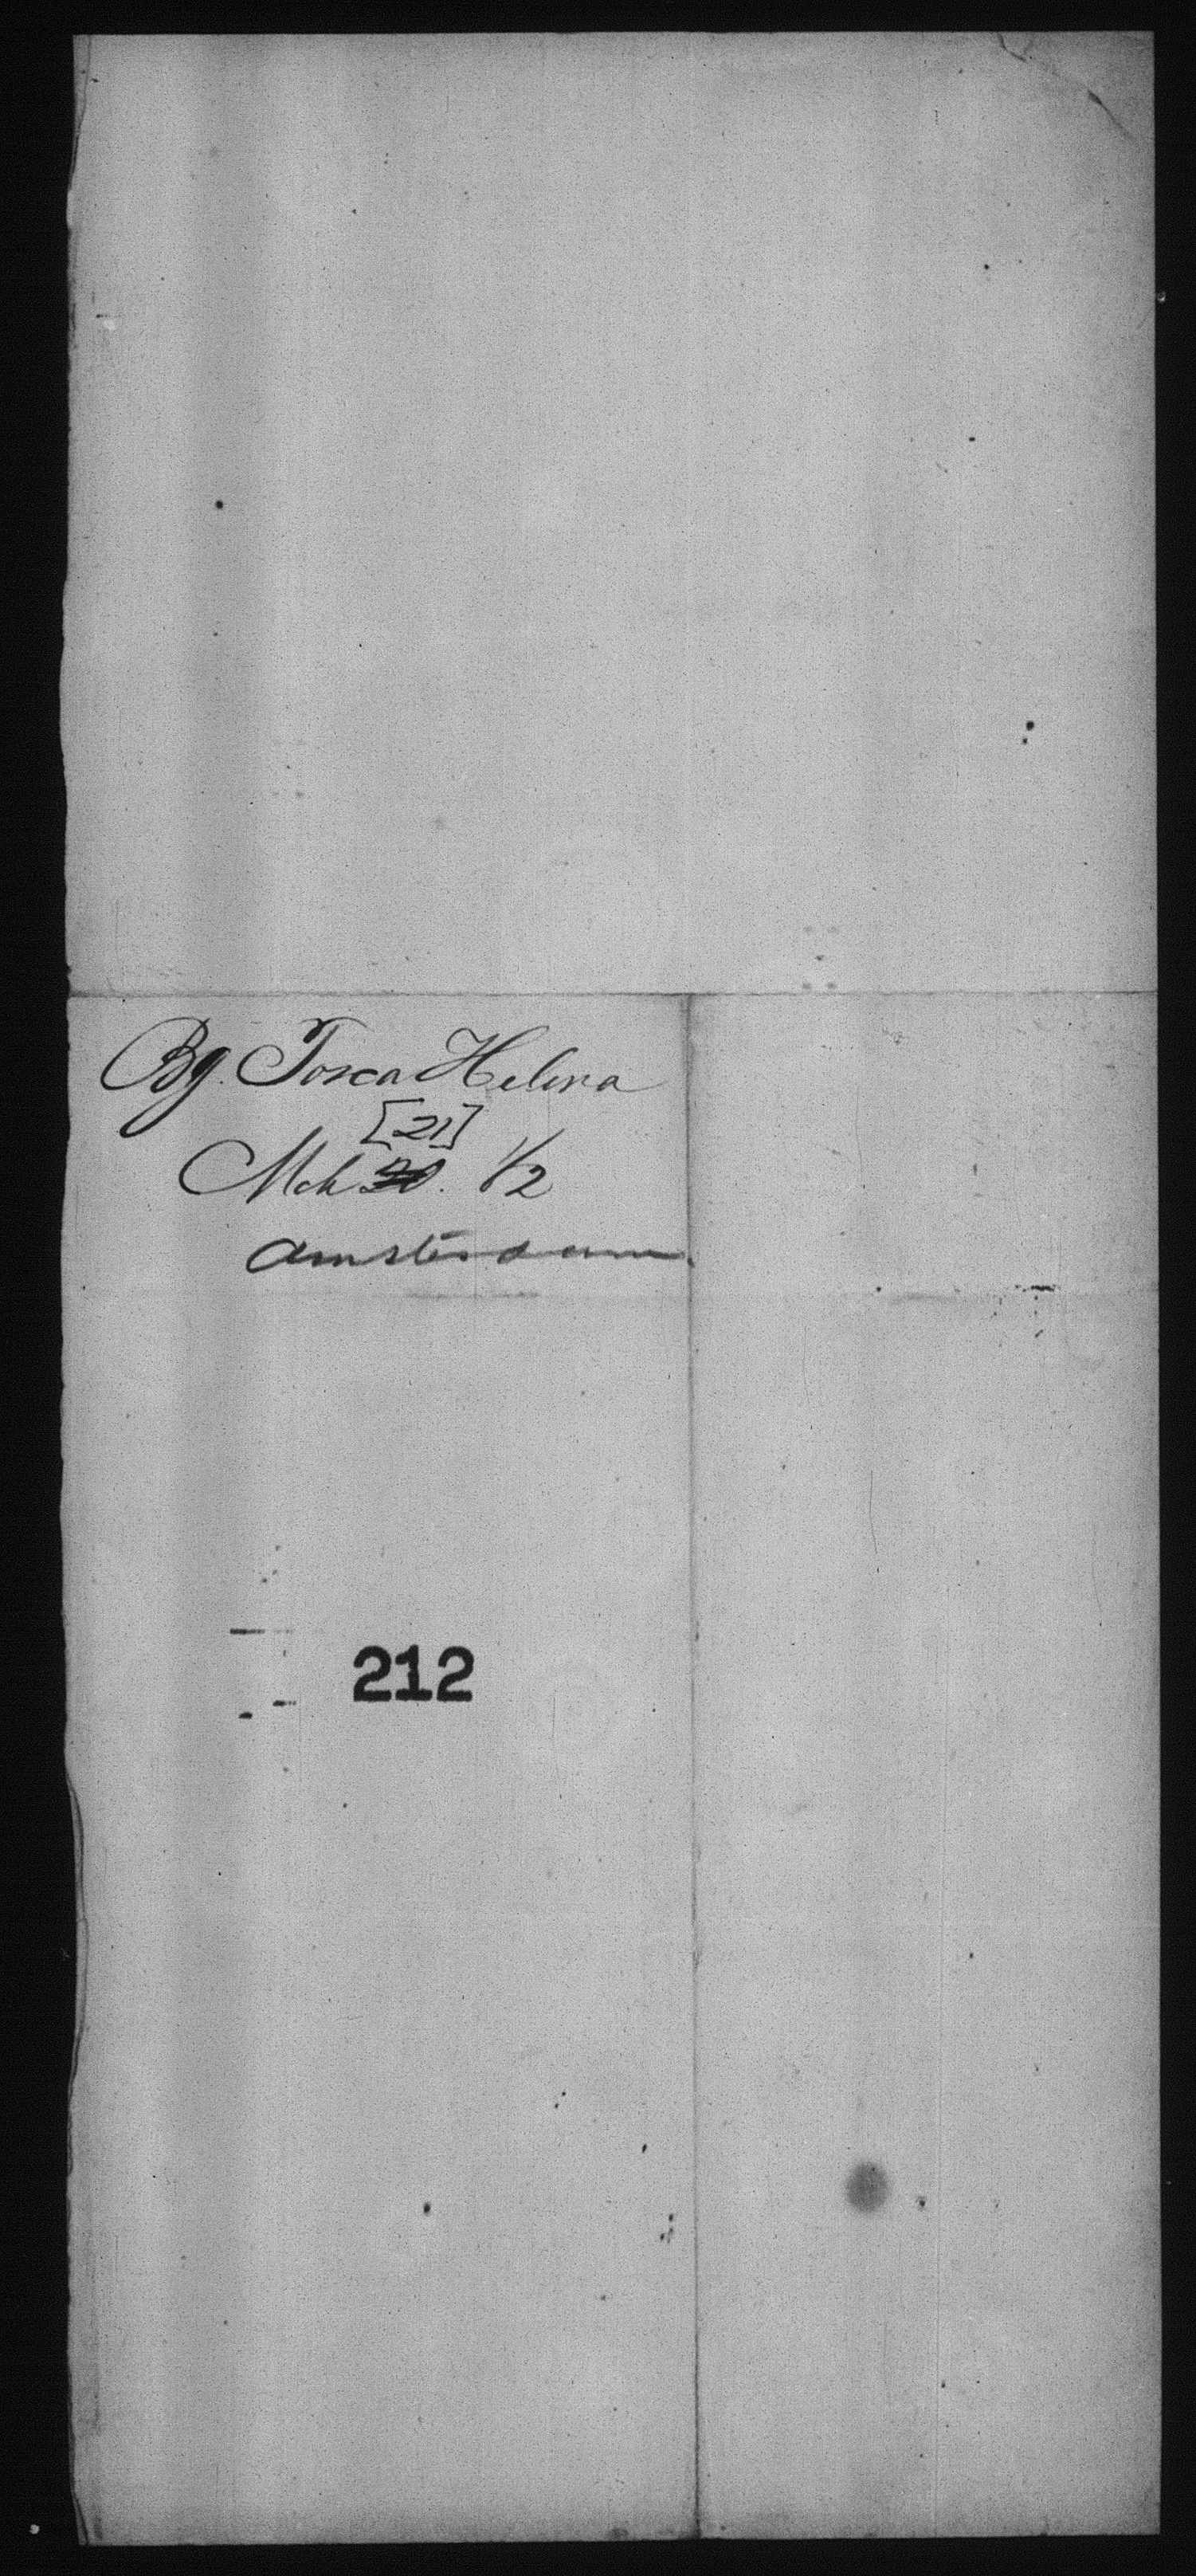 Bg. Tosca Helena
[21]
Mch 20. 1/2
Amsterdam.
212